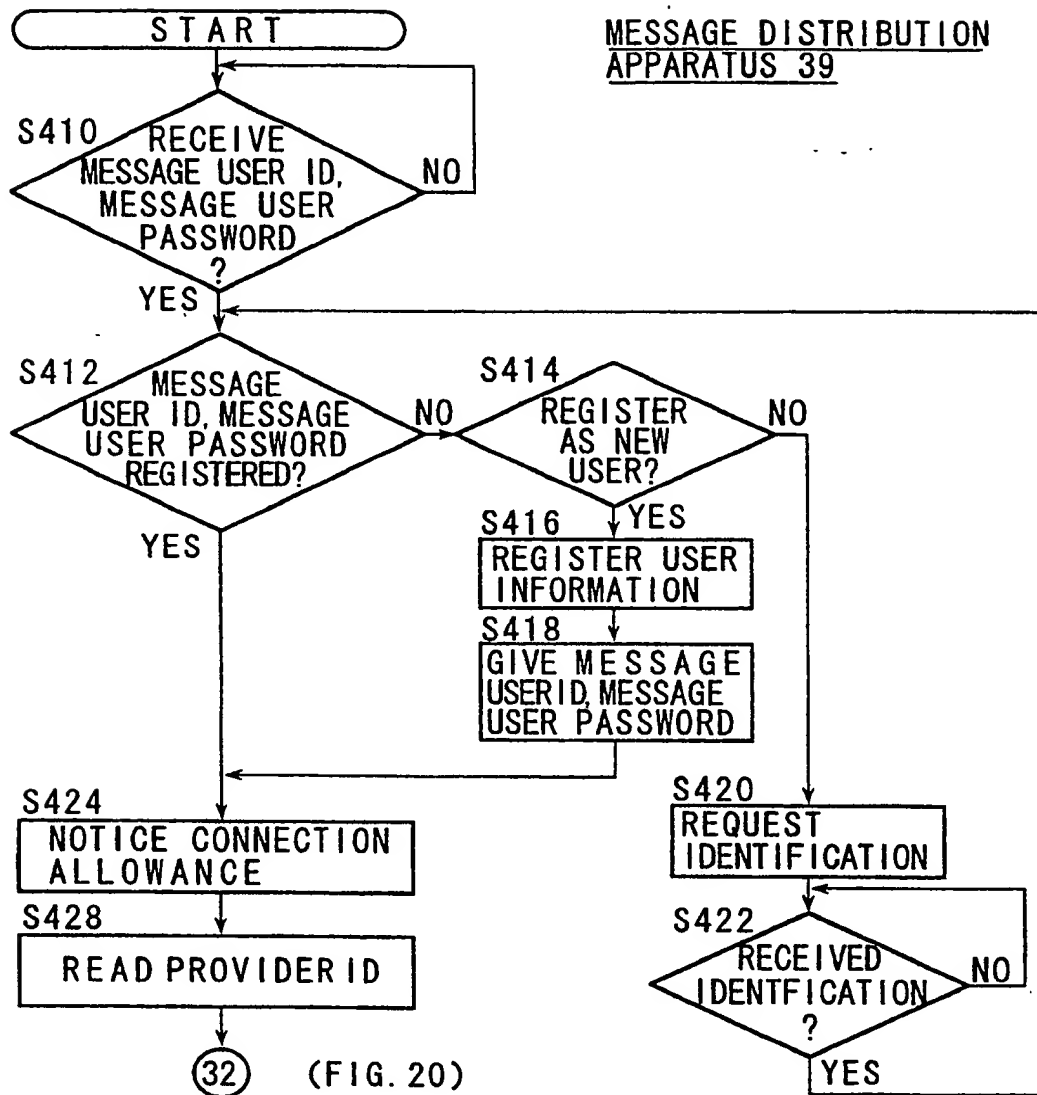 START
MESSAGE DISTRIBUTION
APPARATUS 39
S410
RECEIVE
MESSAGE USER ID,
MESSAGE USER
PASSWORD
?
NO
YES
S412
MESSAGE
USER ID, MESSAGE
USER PASSWORD
REGISTERED?
NO
YES
S414
REGISTER
AS NEW
USER?
NO
YES
S416
REGISTER USER
INFORMATION
S418
GIVE MESSAGE
USERID, MESSAGE
USER PASSWORD
S420
REQUEST
IDENTIFICATION
S422
RECEIVED
IDENTFICATION
?
NO
YES
S424
NOTICE CONNECTION
ALLOWANCE
S428
READ PROVIDER ID
32 (FIG. 20)